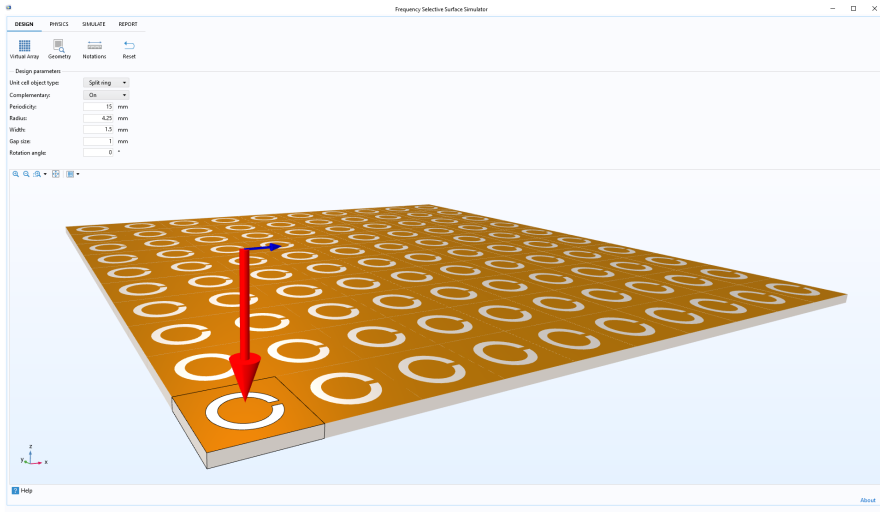 Frequency Selective Surface Simulator
DESIGN PHYSICS SIMULATE REPORT
Virtual Array Geometry Notations Reset
Design parameters
Unit cell object type: Split ring
Complementary: On
Periodicity: 15 mm
Radius: 4.25 mm
Width: 1.5 mm
Gap size: 1 mm
Rotation angle: 0 °
z
y x
? Help
About